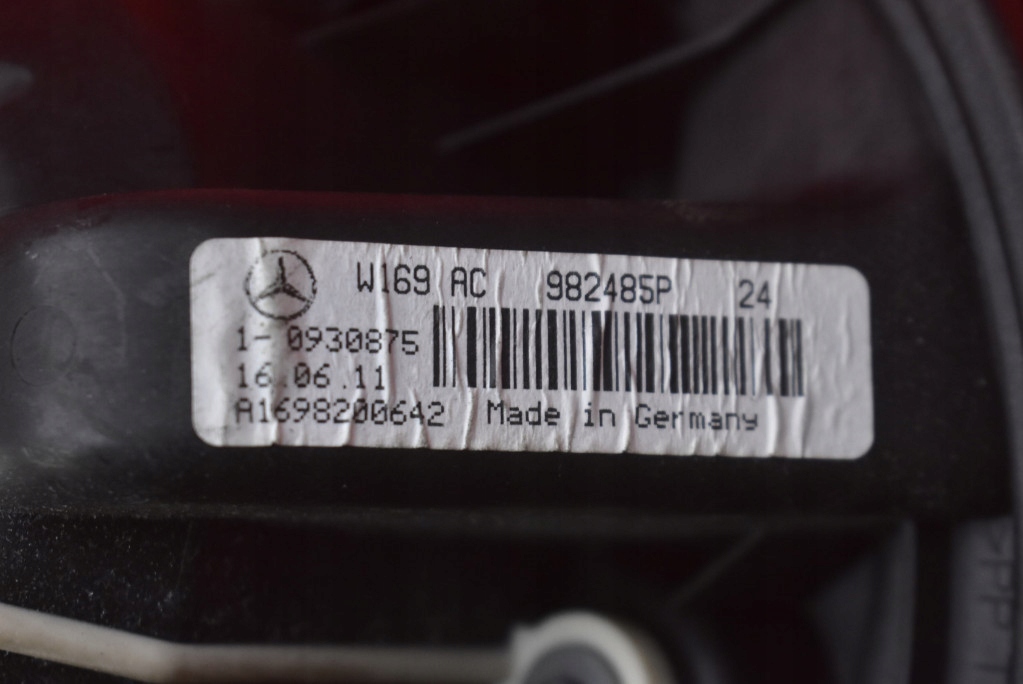 W169 AC 982485P 24
1- 0930875
16.06.11
A1698200642 Made in Germany